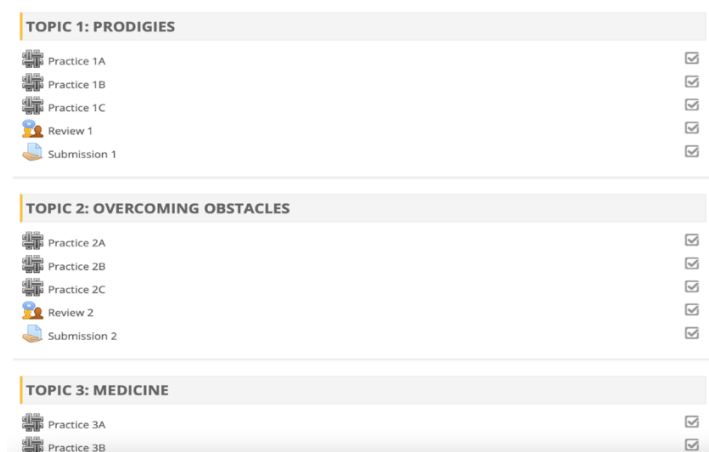 TOPIC 1: PRODIGIES
Practice 1A
Practice 1B
Practice 1C
Review 1
Submission 1
TOPIC 2: OVERCOMING OBSTACLES
Practice 2A
Practice 2B
Practice 2C
Review 2
Submission 2
TOPIC 3: MEDICINE
Practice 3A
Practice 3B